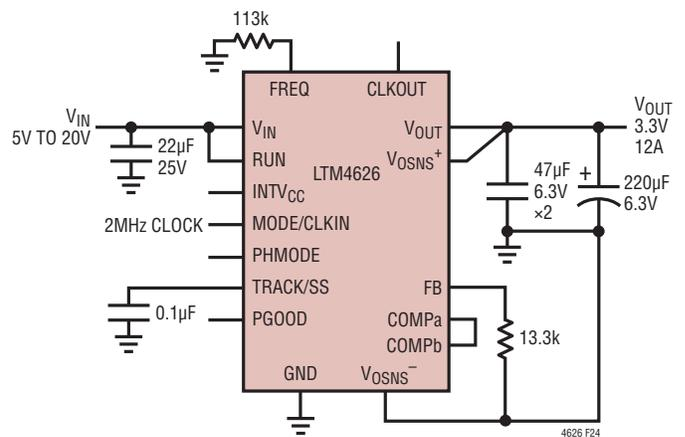 113k
FREQ
CLKOUT
VIN
5V TO 20V
22µF
25V
VIN
RUN
INTVCC
2MHz CLOCK
MODE/CLKIN
PHMODE
TRACK/SS
0.1µF
PGOOD
GND
LTM4626
VOUT
VOSNS+
FB
COMPa
COMPb
VOSNS–
47µF
6.3V
×2
+
220µF
6.3V
VOUT
3.3V
12A
13.3k
4626 F24